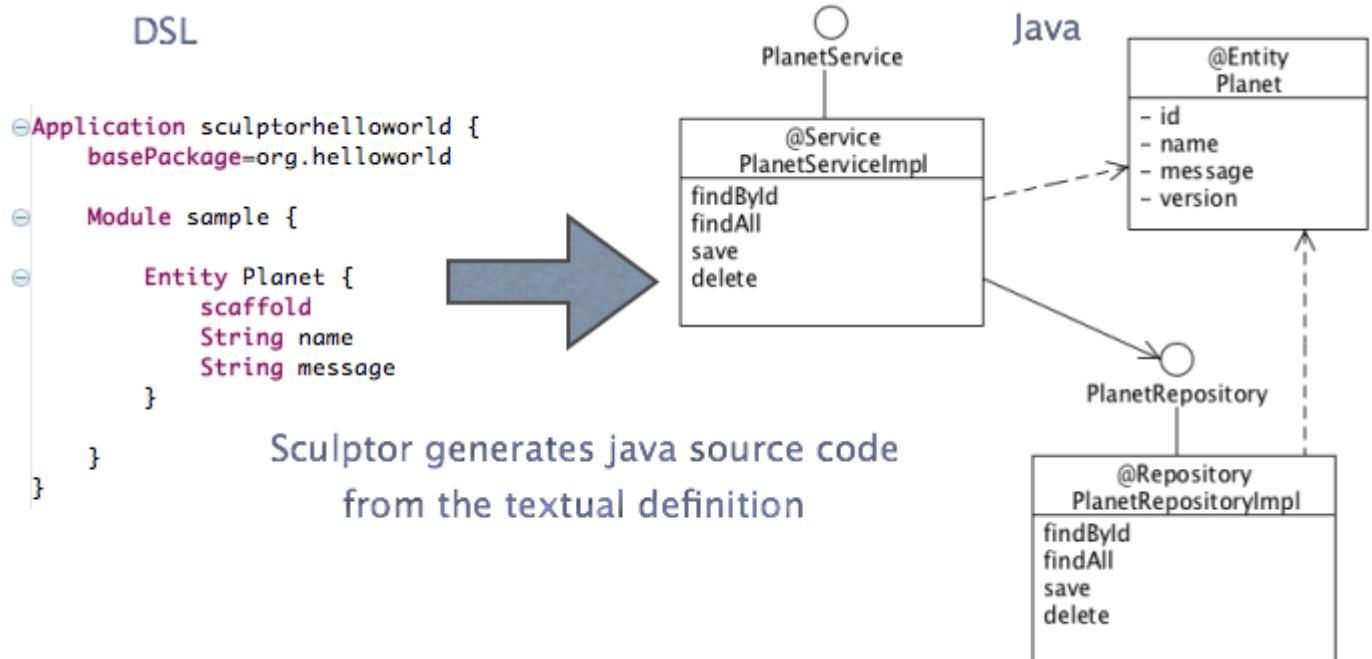 DSL
Application sculptorhelloworld {
basePackage=org.helloworld
Module sample {
Entity Planet {
scaffold
String name
String message
}
}
}
Sculptor generates java source code
from the textual definition
Java
PlanetService
@Service
PlanetServiceImpl
findById
findAll
save
delete
@Entity
Planet
- id
- name
- message
- version
PlanetRepository
@Repository
PlanetRepositoryImpl
findById
findAll
save
delete